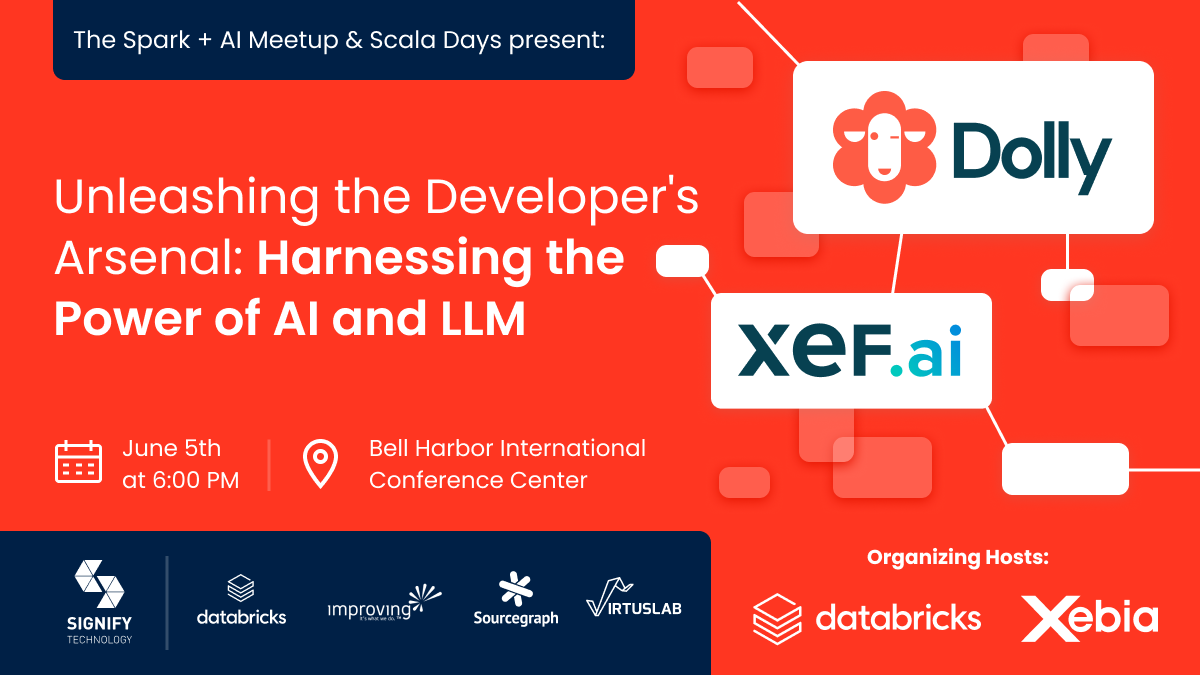 The Spark + AI Meetup & Scala Days present:
Unleashing the Developer's
Arsenal: Harnessing the
Power of AI and LLM
June 5th
at 6:00 PM
Bell Harbor International
Conference Center
Dolly
xeF.ai
SIGNIFY
TECHNOLOGY
databricks
improving
It's what we do.™
Sourcegraph
VIRTUSLAB
Organizing Hosts:
databricks
Xebia